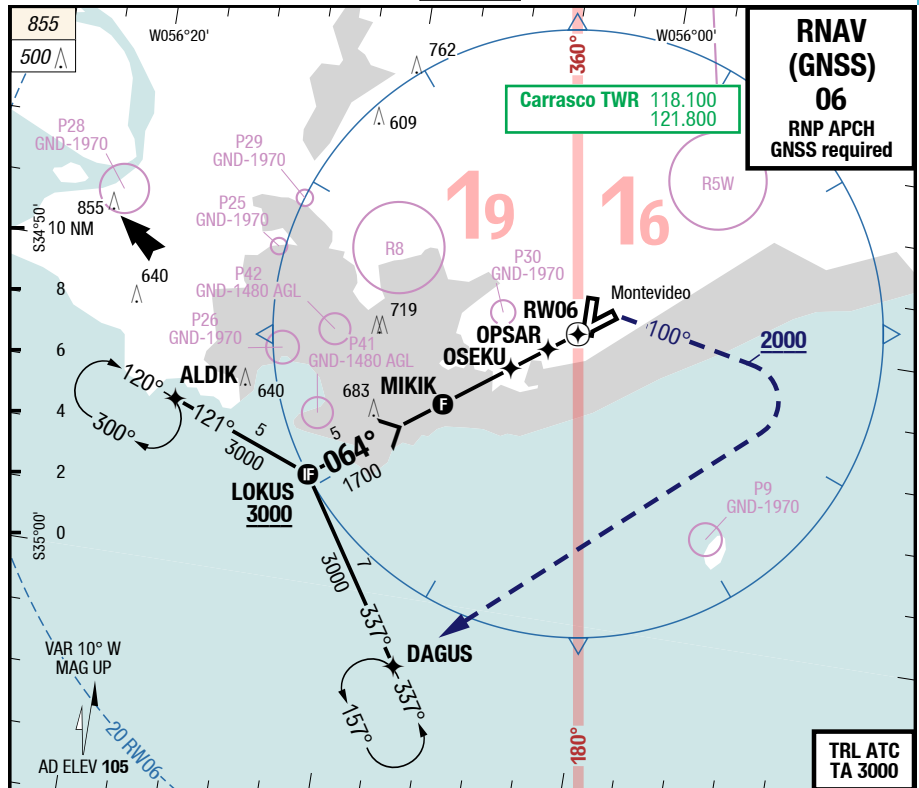 855
500
W056°20'
762
360°
W056°00'
RNAV
(GNSS)
06
RNP APCH
GNSS required
Carrasco TWR 118.100
121.800
609
P28
GND-1970
P29
GND-1970
19
16
R5W
P25
GND-1970
855
S34°50'
10 NM
R8
P42
GND-1480 AGL
P30
GND-1970
640
8
719
RW06
Montevideo
P26
GND-1970
P41
GND-1480 AGL
OPSAR
100°
2000
6
OSEKU
120°
ALDIK
640
MIKIK
F
683
4
300°
121°
5
3000
5
064°
1700
2
IF
LOKUS
3000
P9
GND-1970
0
S35°00'
7
3000
337°
DAGUS
VAR 10° W
MAG UP
337°
157°
20 RW06
AD ELEV 105
180°
TRL ATC
TA 3000